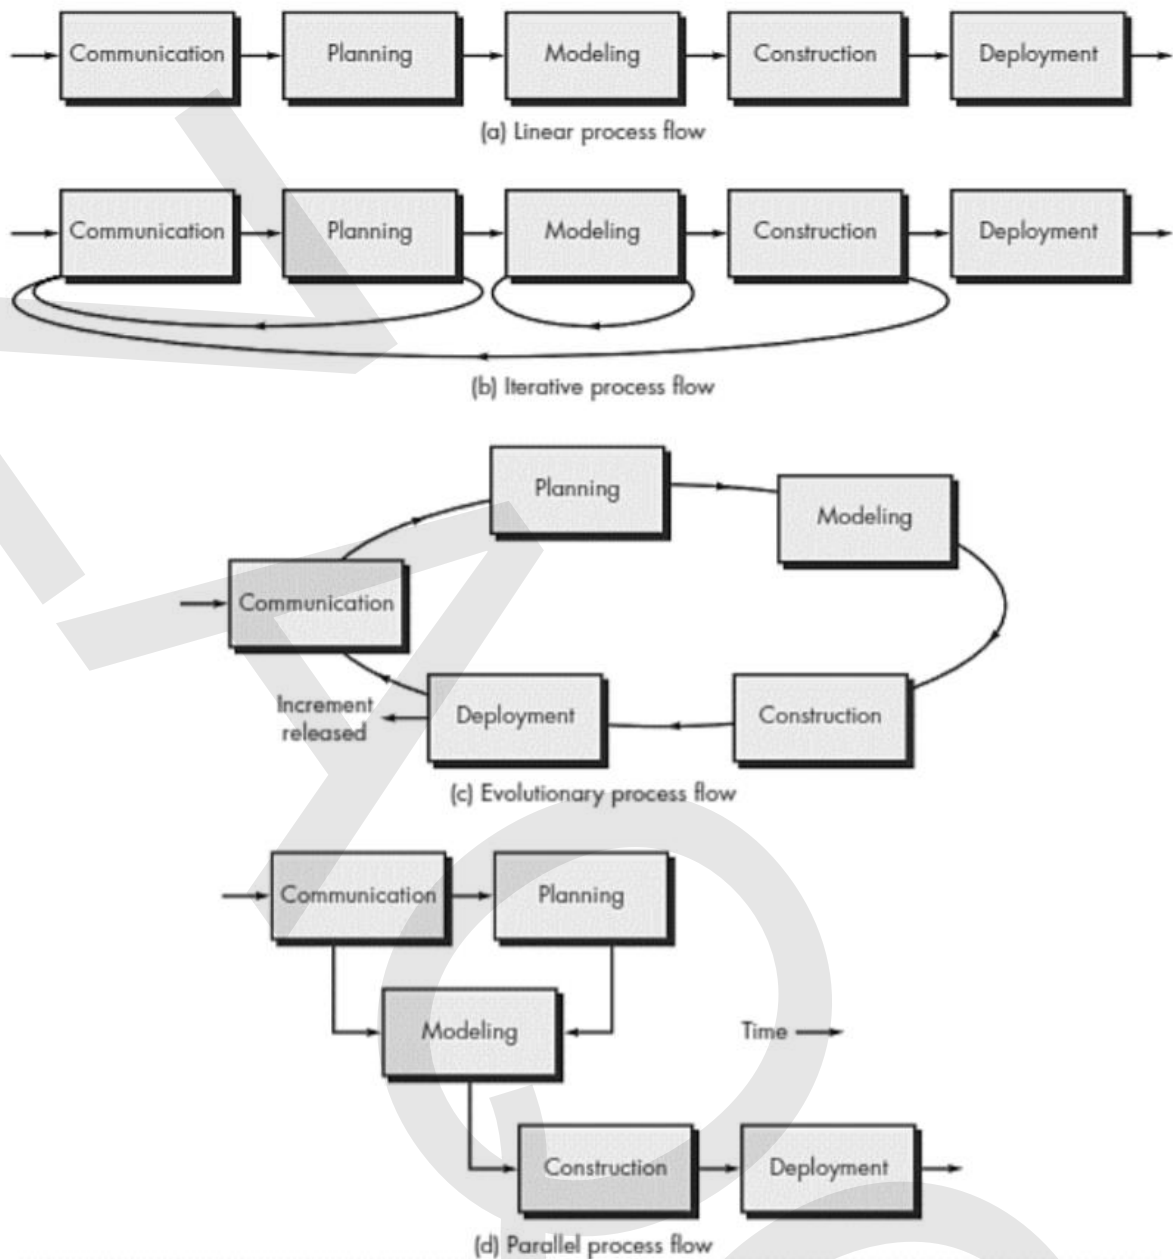 Communication
Planning
Modeling
Construction
Deployment
(a) Linear process flow
Communication
Planning
Modeling
Construction
Deployment
(b) Iterative process flow
Planning
Modeling
Communication
Increment
released
Deployment
Construction
(c) Evolutionary process flow
Communication
Planning
Modeling
Time
Construction
Deployment
(d) Parallel process flow